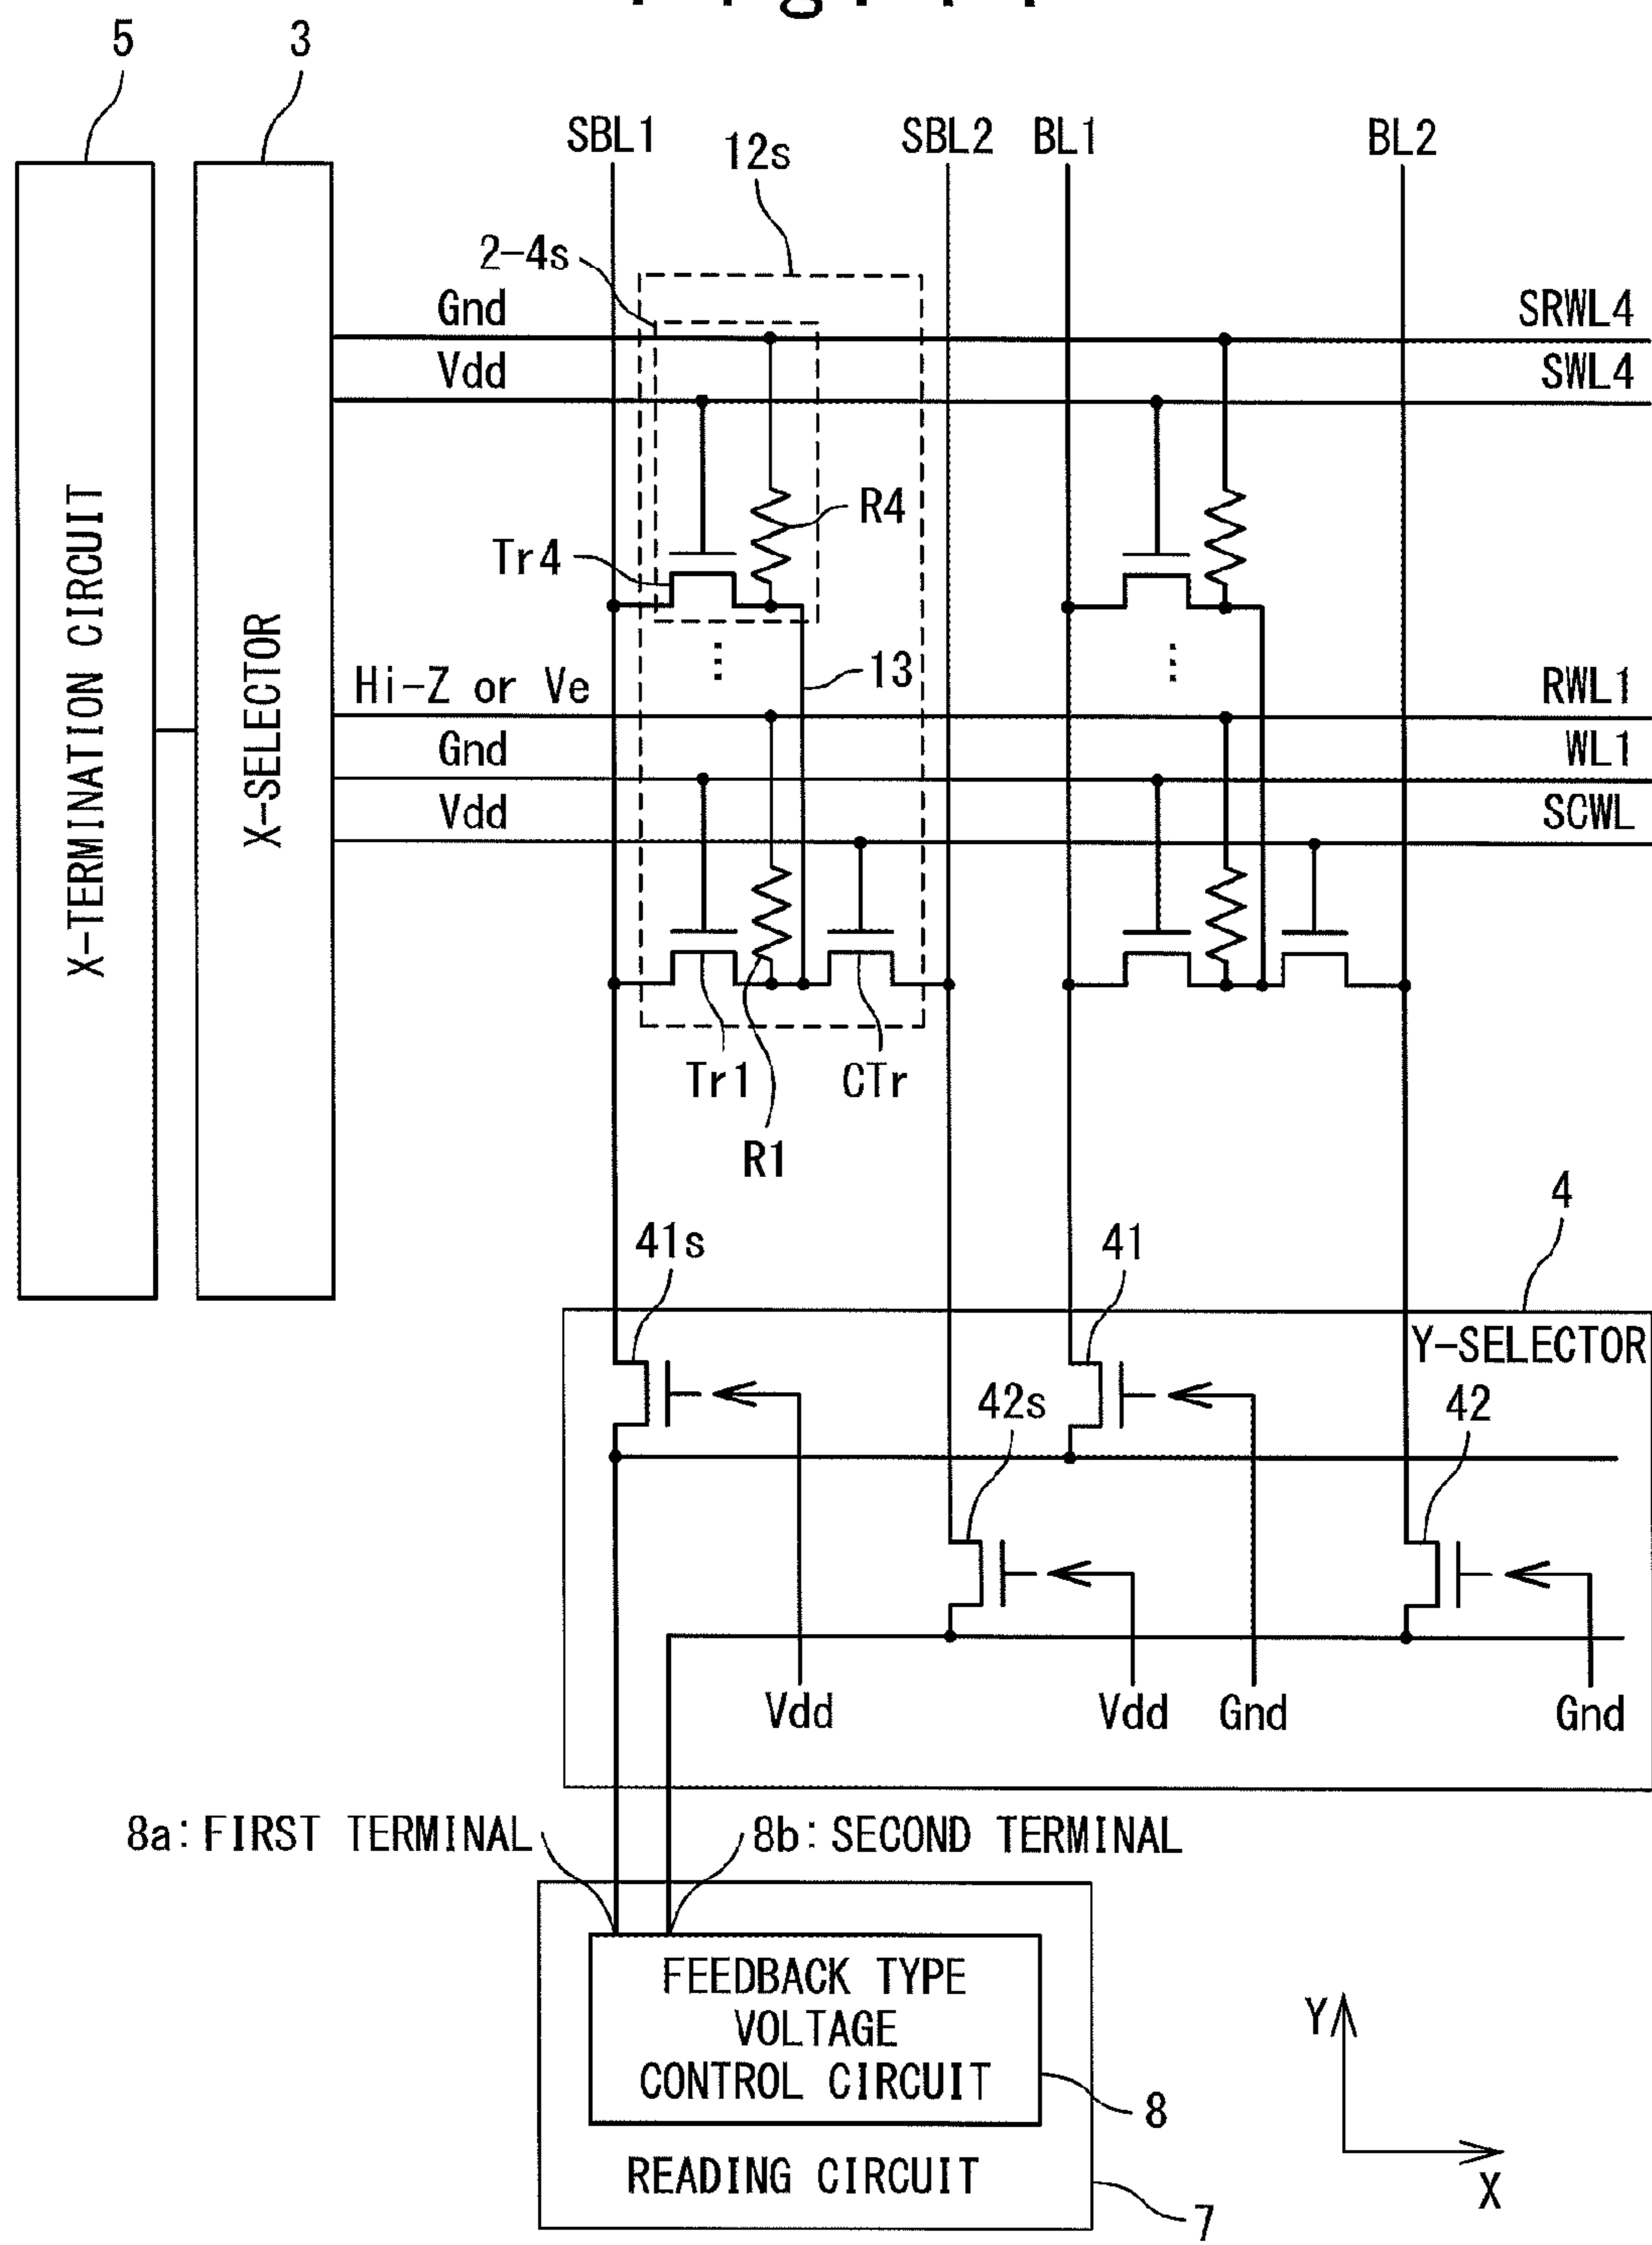 5
3
SBL1
12s
SBL2
BL1
BL2
2-4s
Gnd
SRWL4
Vdd
SWL4
R4
Tr4
X-TERMINATION CIRCUIT
X-SELECTOR
13
Hi-Z or Ve
RWL1
Gnd
WL1
Vdd
SCWL
Tr1
CTr
R1
4
41s
41
Y-SELECTOR
42s
42
Vdd
Vdd
Gnd
Gnd
8a:FIRST TERMINAL
8b:SECOND TERMINAL
FEEDBACK TYPE
VOLTAGE
CONTROL CIRCUIT
8
READING CIRCUIT
7
Y
X